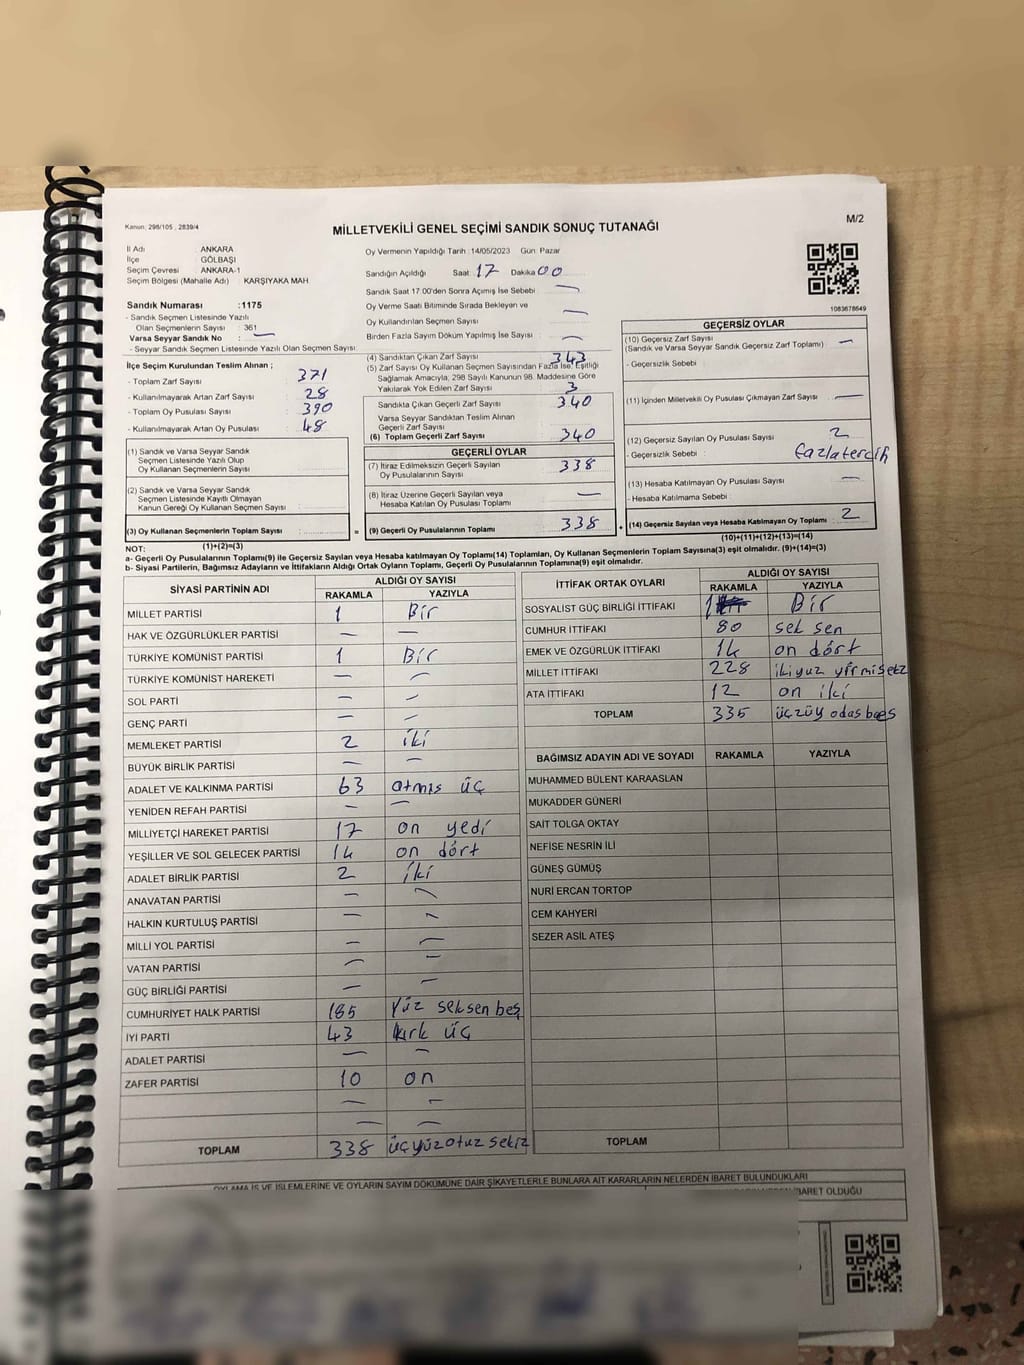 Kanun, 298/105 , 2839/4
MİLLETVEKİLİ GENEL SEÇİMİ SANDIK SONUÇ TUTANAĞI
M/2
İl Adı ANKARA
İlçe GÖLBAŞI
Seçim Çevresi ANKARA-1
Seçim Bölgesi (Mahalle Adı) KARŞIYAKA MAH
Sandık Numarası :1175
- Sandık Seçmen Listesinde Yazılı
Olan Seçmenlerin Sayısı : 361
Varsa Seyyar Sandık No : —
- Seyyar Sandık Seçmen Listesinde Yazılı Olan Seçmen Sayısı:
İlçe Seçim Kurulundan Teslim Alınan ;
- Toplam Zarf Sayısı : 371
- Kullanılmayarak Artan Zarf Sayısı : 28
- Toplam Oy Pusulası Sayısı : 390
- Kullanılmayarak Artan Oy Pusulası : 48
(1) Sandık ve Varsa Seyyar Sandık
Seçmen Listesinde Yazılı Olup
Oy Kullanan Seçmenlerin Sayısı :
(2) Sandık ve Varsa Seyyar Sandık
Seçmen Listesinde Kayıtlı Olmayan
Kanun Gereği Oy Kullanan Seçmen Sayısı :
(3) Oy Kullanan Seçmenlerin Toplam Sayısı :
(1)+(2)=(3)
Oy Vermenin Yapıldığı Tarih :14/05/2023 Gün: Pazar
Sandığın Açıldığı Saat: 17 Dakika 00
Sandık Saat 17.00'den Sonra Açılmış İse Sebebi —
Oy Verme Saati Bitiminde Sırada Bekleyen ve
Oy Kullandırılan Seçmen Sayısı : —
Birden Fazla Sayım Döküm Yapılmış İse Sayısı : —
(4) Sandıktan Çıkan Zarf Sayısı : 343
(5) Zarf Sayısı Oy Kullanan Seçmen Sayısından Fazla İse, Eşitliği
Sağlamak Amacıyla, 298 Sayılı Kanunun 98. Maddesine Göre
Yakılarak Yok Edilen Zarf Sayısı : 3
Sandıkta Çıkan Geçerli Zarf Sayısı : 340
Varsa Seyyar Sandıktan Teslim Alınan
Geçerli Zarf Sayısı :
(6) Toplam Geçerli Zarf Sayısı : 340
GEÇERLİ OYLAR
(7) İtiraz Edilmeksizin Geçerli Sayılan
Oy Pusulasının Sayısı : 338
(8) İtiraz Üzerine Geçerli Sayılan veya
Hesaba Katılan Oy Pusulası Toplamı : —
= (9) Geçerli Oy Pusulalarının Toplamı : 338 +
1083678649
GEÇERSİZ OYLAR
(10) Geçersiz Zarf Sayısı
(Sandık ve Varsa Seyyar Sandık Geçersiz Zarf Toplamı) : —
- Geçersizlik Sebebi :
(11) İçinden Milletvekili Oy Pusulası Çıkmayan Zarf Sayısı : —
(12) Geçersiz Sayılan Oy Pusulası Sayısı : 2
- Geçersizlik Sebebi : fazla tercih
(13) Hesaba Katılmayan Oy Pusulası Sayısı : —
- Hesaba Katılmama Sebebi :
(14) Geçersiz Sayılan veya Hesaba Katılmayan Oy Toplamı : 2
(10)+(11)+(12)+(13)=(14)
NOT:
a- Geçerli Oy Pusulalarının Toplamı(9) ile Geçersiz Sayılan veya Hesaba katılmayan Oy Toplamı(14) Toplamları, Oy Kullanan Seçmenlerin Toplam Sayısına(3) eşit olmalıdır. (9)+(14)=(3)
b- Siyasi Partilerin, Bağımsız Adayların ve İttifakların Aldığı Ortak Oyların Toplamı, Geçerli Oy Pusulalarının Toplamına(9) eşit olmalıdır.
SİYASİ PARTİNİN ADI ALDIĞI OY SAYISI
RAKAMLA YAZIYLA
MİLLET PARTİSİ 1 Bir
HAK VE ÖZGÜRLÜKLER PARTİSİ — —
TÜRKİYE KOMÜNİST PARTİSİ 1 Bir
TÜRKİYE KOMÜNİST HAREKETİ — —
SOL PARTİ — —
GENÇ PARTİ — —
MEMLEKET PARTİSİ 2 iki
BÜYÜK BİRLİK PARTİSİ — —
ADALET VE KALKINMA PARTİSİ 63 atmıs üç
YENİDEN REFAH PARTİSİ — —
MİLLİYETÇİ HAREKET PARTİSİ 17 on yedi
YEŞİLLER VE SOL GELECEK PARTİSİ 14 on dört
ADALET BİRLİK PARTİSİ 2 iki
ANAVATAN PARTİSİ — —
HALKIN KURTULUŞ PARTİSİ — —
MİLLİ YOL PARTİSİ — —
VATAN PARTİSİ — —
GÜÇ BİRLİĞİ PARTİSİ — —
CUMHURİYET HALK PARTİSİ 185 yüz seksen beş
İYİ PARTİ 43 kırk üç
ADALET PARTİSİ — —
ZAFER PARTİSİ 10 on
— —
— —
TOPLAM 338 üçyüz otuz sekiz
İTTİFAK ORTAK OYLARI ALDIĞI OY SAYISI
RAKAMLA YAZIYLA
SOSYALİST GÜÇ BİRLİĞİ İTTİFAKI 1 Bir
CUMHUR İTTİFAKI 80 sek sen
EMEK VE ÖZGÜRLÜK İTTİFAKI 14 on dört
MİLLET İTTİFAKI 228
ATA İTTİFAKI 12 on iki
TOPLAM 335
BAĞIMSIZ ADAYIN ADI VE SOYADI RAKAMLA YAZIYLA
MUHAMMED BÜLENT KARAASLAN
MUKADDER GÜNERİ
SAİT TOLGA OKTAY
NEFİSE NESRİN İLİ
GÜNEŞ GÜMÜŞ
NURİ ERCAN TORTOP
CEM KAHYERİ
SEZER ASİL ATEŞ
TOPLAM
OYLAMA İŞ VE İŞLEMLERİNE VE OYLARIN SAYIM DÖKÜMÜNE DAİR ŞİKAYETLERLE BUNLARA AİT KARARLARIN NELERDEN İBARET BULUNDUKLARI
İBARET OLDUĞU